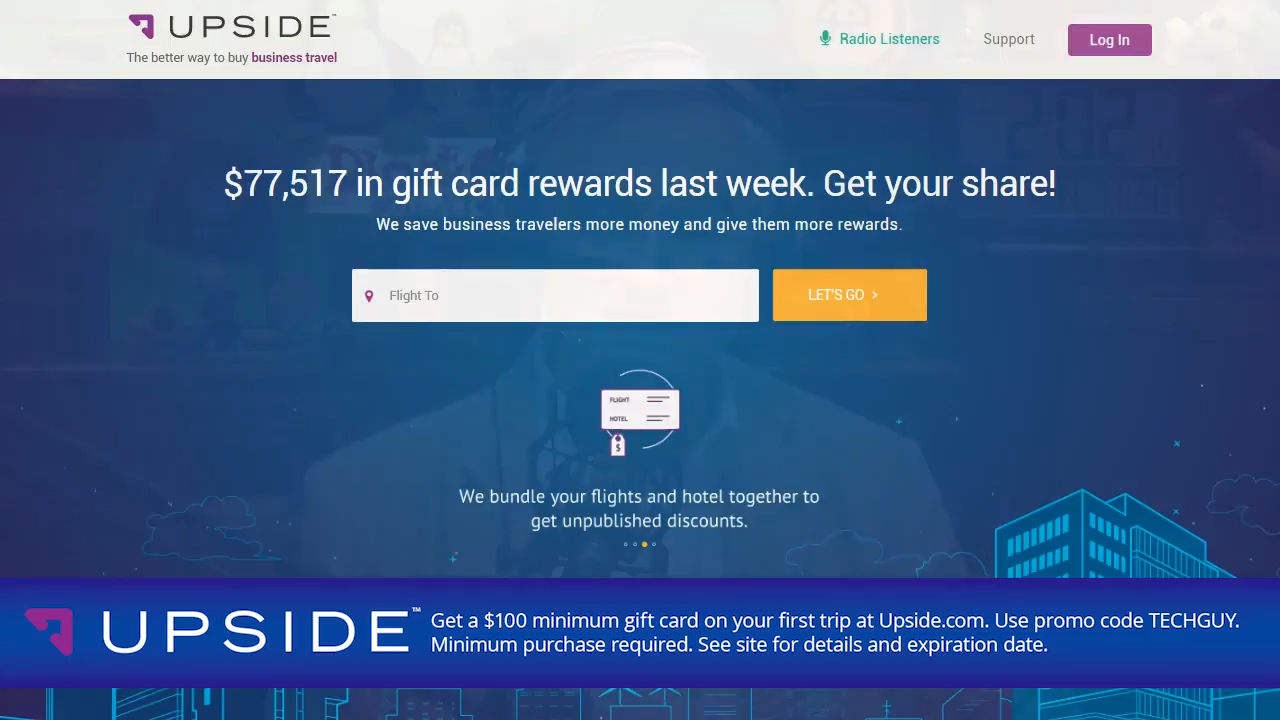 UPSIDE™
The better way to buy business travel
Radio Listeners
Support
Log In
$77,517 in gift card rewards last week. Get your share!
We save business travelers more money and give them more rewards.
Flight To
LET'S GO >
FLIGHT
HOTEL
$
We bundle your flights and hotel together to
get unpublished discounts.
UPSIDE™
Get a $100 minimum gift card on your first trip at Upside.com. Use promo code TECHGUY.
Minimum purchase required. See site for details and expiration date.